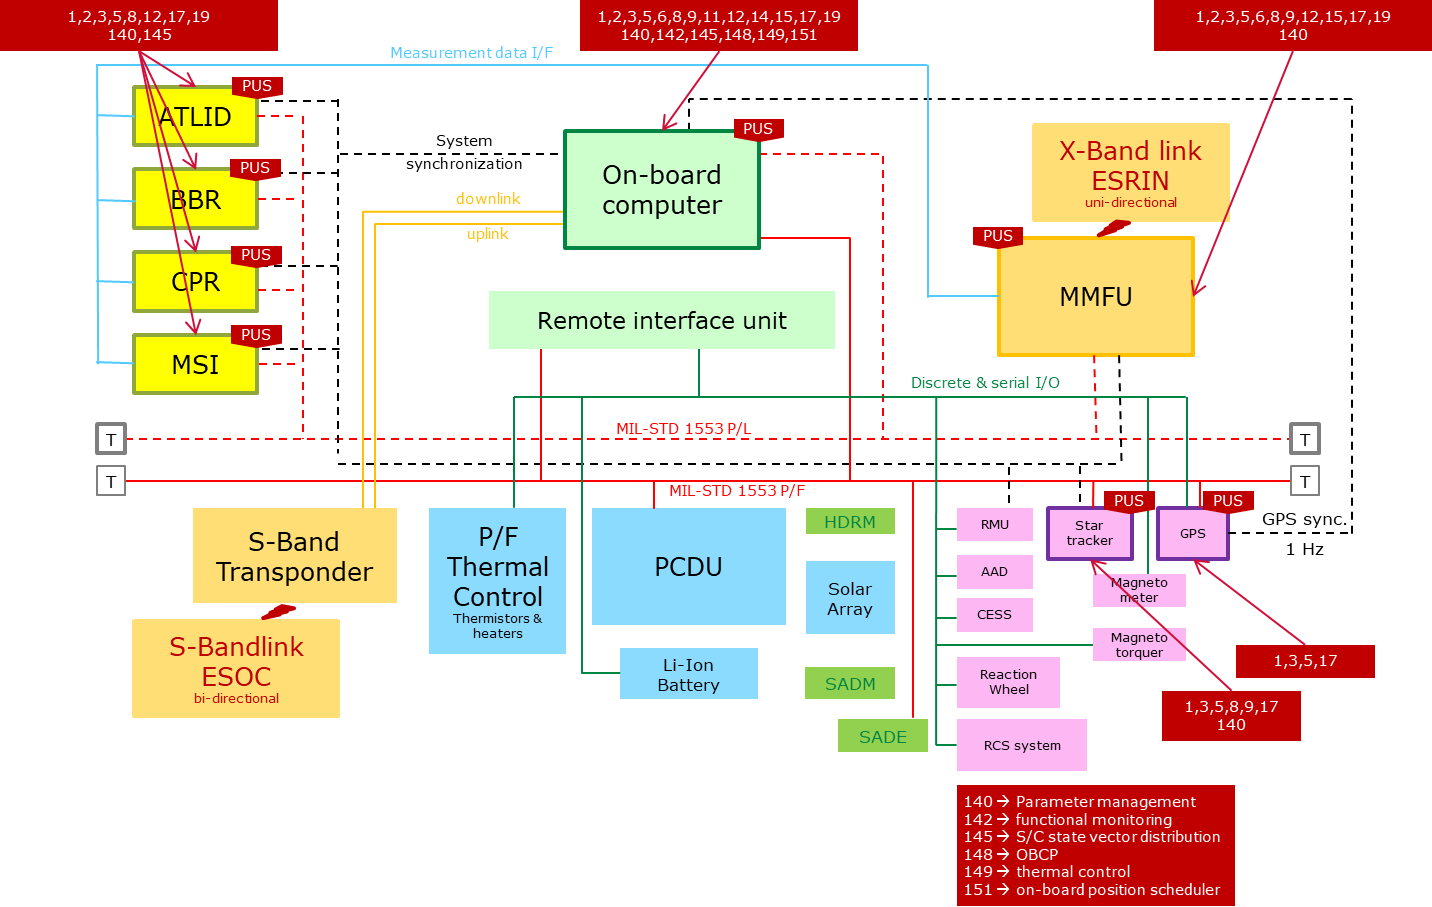 1,2,3,5,8,12,17,19
140,145
1,2,3,5,6,8,9,11,12,14,15,17,19
140,142,145,148,149,151
1,2,3,5,6,8,9,12,15,17,19
140
Measurement data I/F
PUS
ATLID
PUS
BBR
PUS
CPR
PUS
MSI
System
synchronization
downlink
uplink
PUS
On-board
computer
X-Band link
ESRIN
uni-directional
PUS
MMFU
Remote interface unit
Discrete & serial I/O
T
MIL-STD 1553 P/L
T
T
MIL-STD 1553 P/F
T
S-Band
Transponder
S-Bandlink
ESOC
bi-directional
P/F
Thermal
Control
Thermistors &
heaters
PCDU
Li-Ion
Battery
HDRM
Solar
Array
SADM
SADE
RMU
AAD
CESS
Reaction
Wheel
RCS system
PUS
Star
tracker
PUS
GPS
GPS sync.
1 Hz
Magneto
meter
Magneto
torquer
1,3,5,17
1,3,5,8,9,17
140
140→ Parameter management
142→ functional monitoring
145→ S/C state vector distribution
148→ OBCP
149→ thermal control
151→ on-board position scheduler